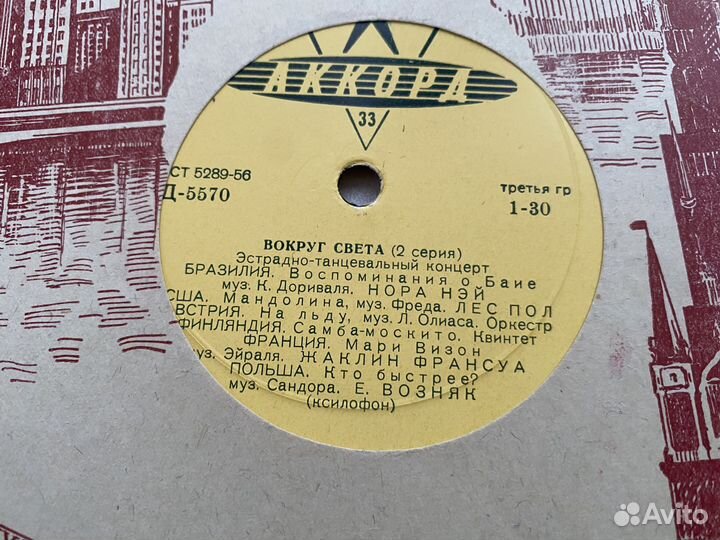 АККОРД
33
СТ 5289-56
Д-5570
третья гр
1-30
ВОКРУГ СВЕТА (2 серия)
Эстрадно-танцевальный концерт
БРАЗИЛИЯ. Воспоминания о Баие
муз. К. Дориваля. НОРА НЭЙ
США. Мандолина, муз. Фреда. ЛЕС ПОЛ
ВСТРИЯ. На льду, муз. Л. Олиаса. Оркестр
ФИНЛЯНДИЯ. Самба-москито. Квинтет
ФРАНЦИЯ. Мари Визон
муз. Эйраля. ЖАКЛИН ФРАНСУА
ПОЛЬША. Кто быстрее?
муз. Сандора. Е. ВОЗНЯК
(ксилофон)
Avito